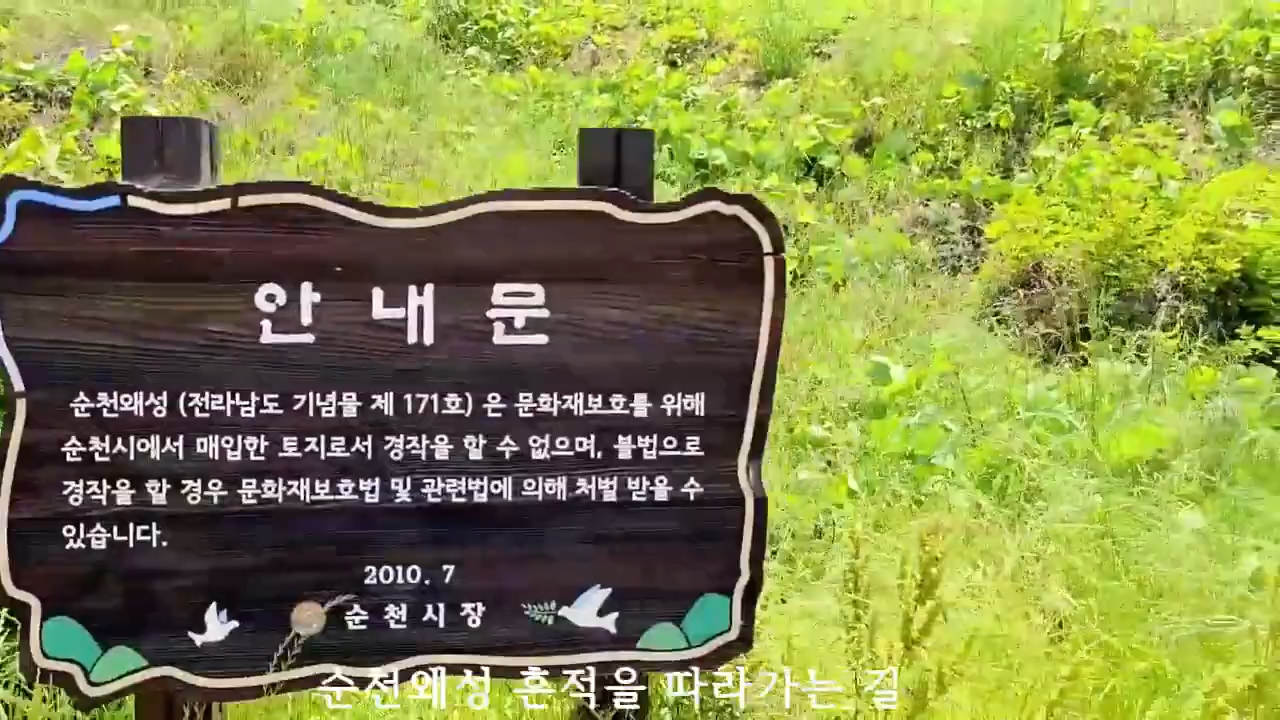 안내문
순천왜성 (전라남도 기념물 제 171호) 은 문화재보호를 위해
순천시에서 매입한 토지로서 경작을 할 수 없으며, 불법으로
경작을 할 경우 문화재보호법 및 관련법에 의해 처벌 받을 수
있습니다.
2010. 7
순천시장
순천왜성 흔적을 따라가는 길